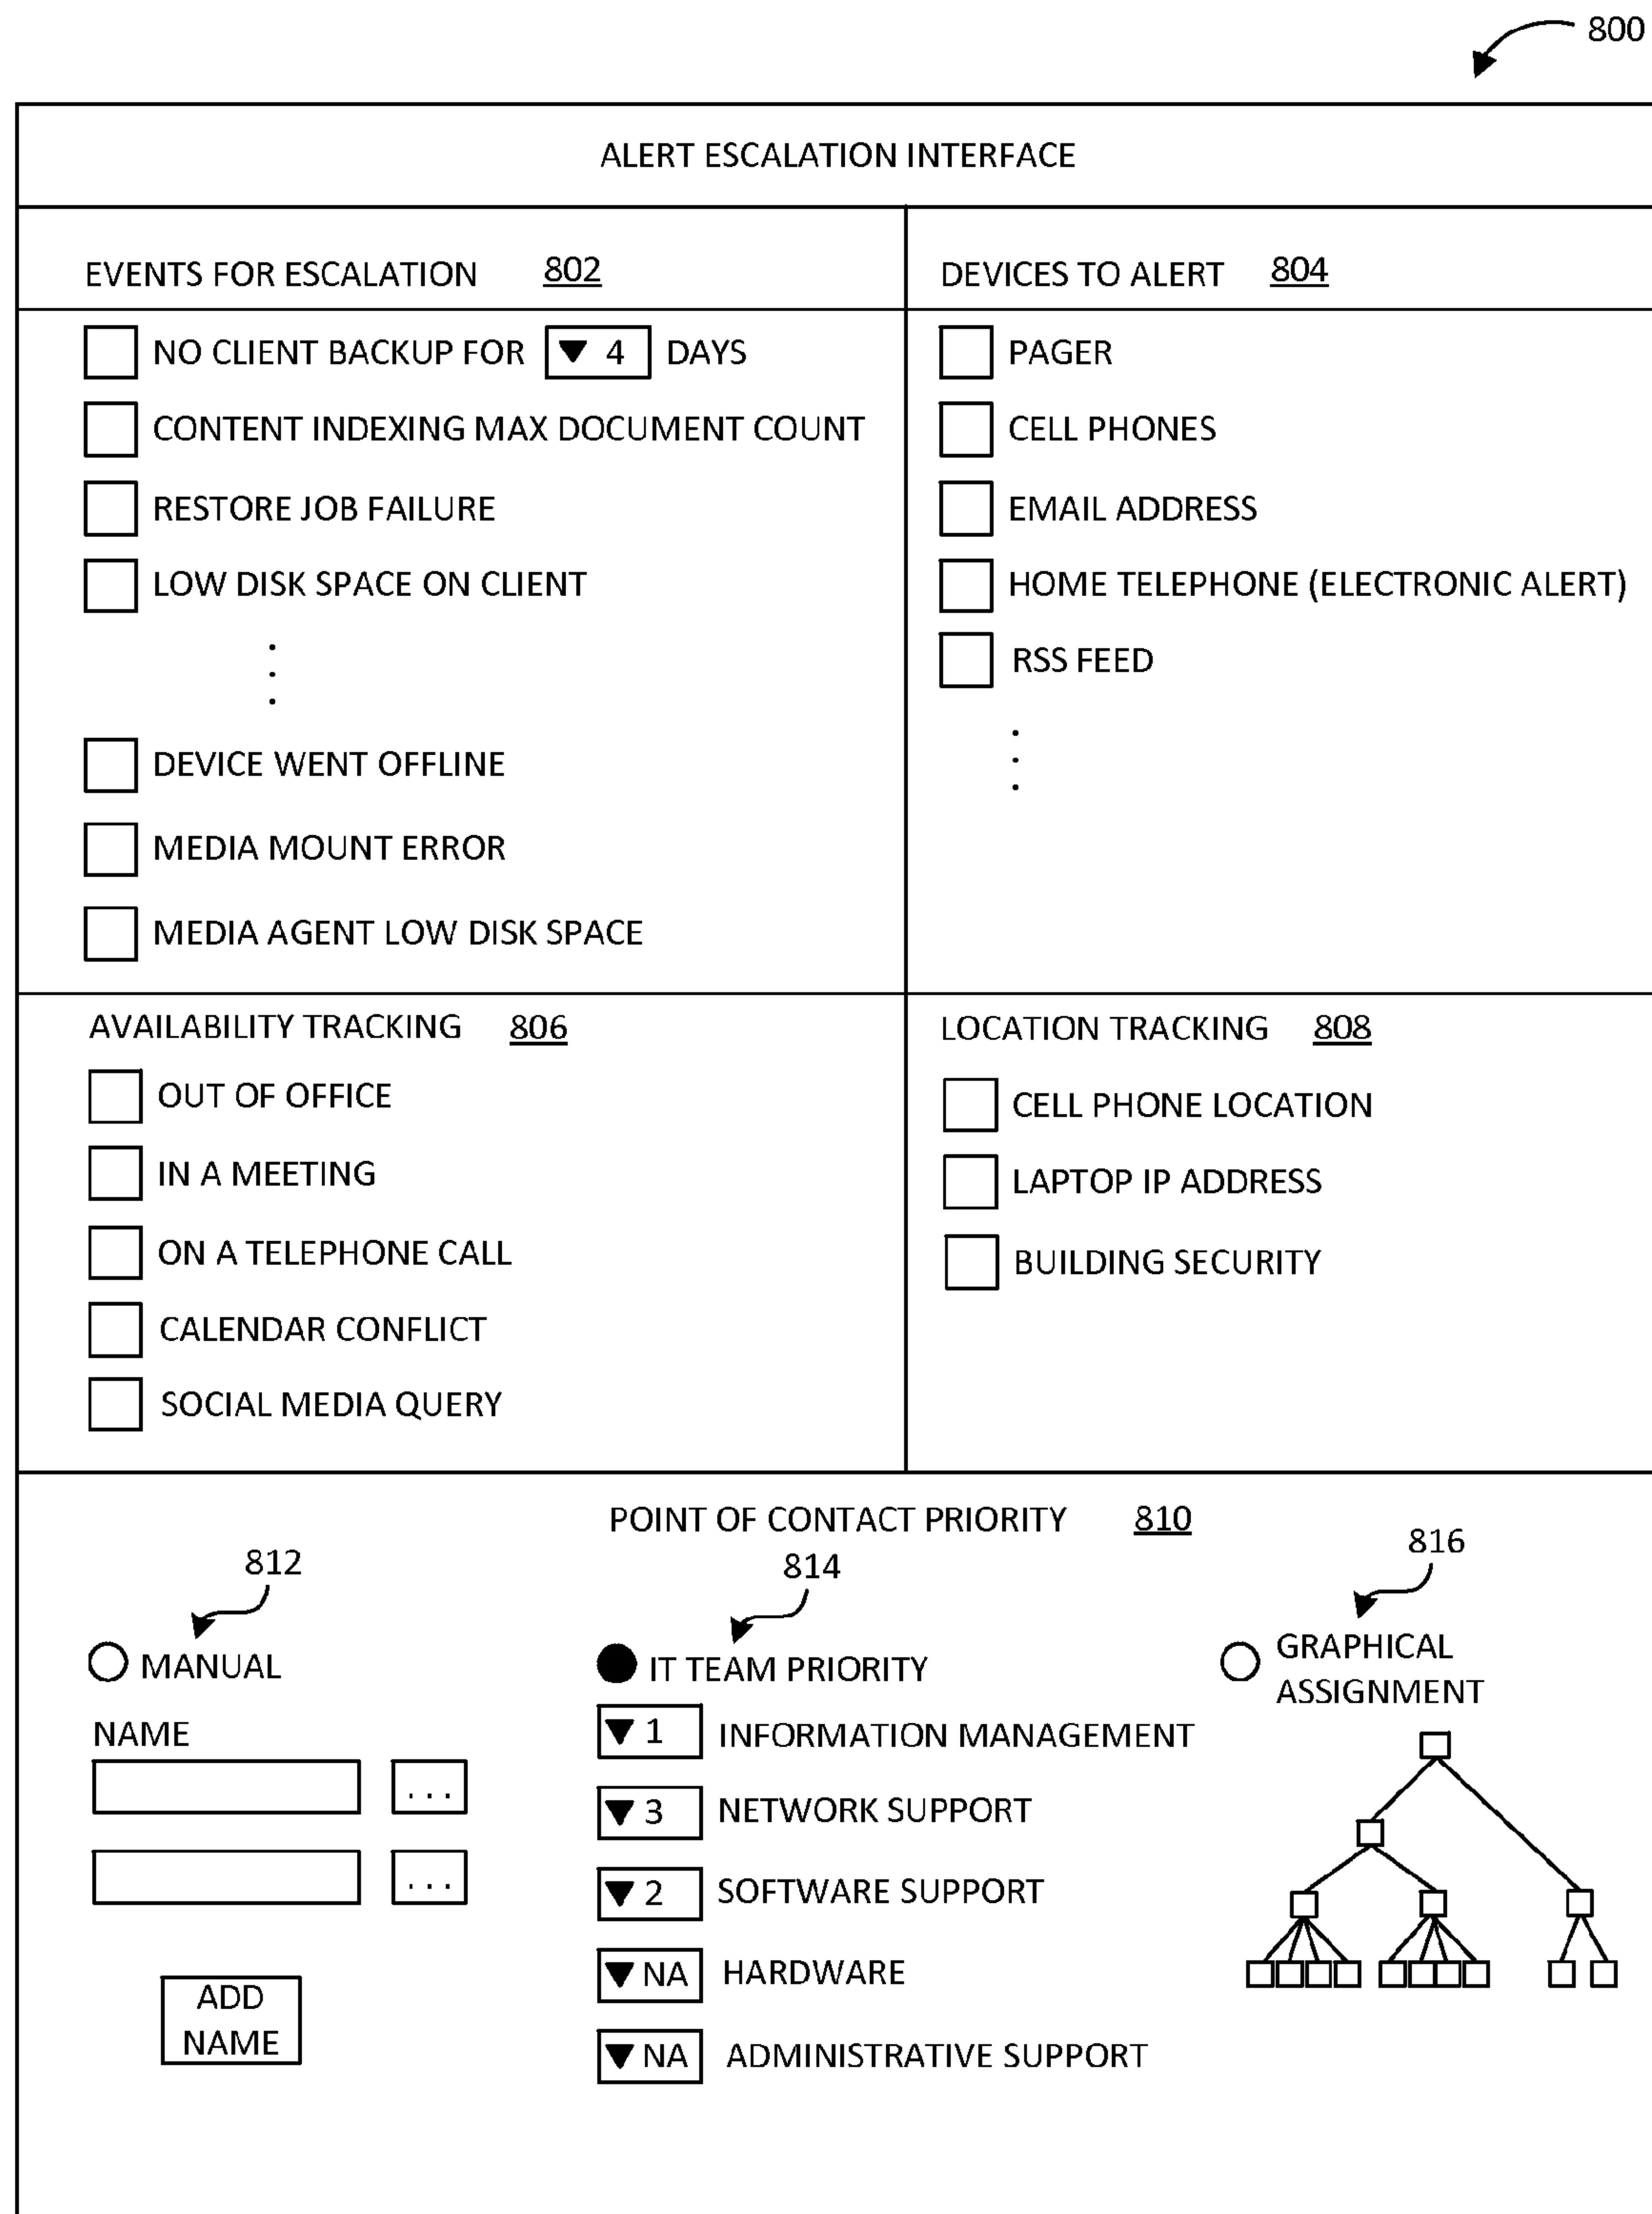 800
ALERT ESCALATION INTERFACE
EVENTS FOR ESCALATION 802
NO CLIENT BACKUP FOR ▼ 4 DAYS
CONTENT INDEXING MAX DOCUMENT COUNT
RESTORE JOB FAILURE
LOW DISK SPACE ON CLIENT
DEVICE WENT OFFLINE
MEDIA MOUNT ERROR
MEDIA AGENT LOW DISK SPACE
DEVICES TO ALERT 804
PAGER
CELL PHONES
EMAIL ADDRESS
HOME TELEPHONE (ELECTRONIC ALERT)
RSS FEED
AVAILABILITY TRACKING 806
OUT OF OFFICE
IN A MEETING
ON A TELEPHONE CALL
CALENDAR CONFLICT
SOCIAL MEDIA QUERY
LOCATION TRACKING 808
CELL PHONE LOCATION
LAPTOP IP ADDRESS
BUILDING SECURITY
POINT OF CONTACT PRIORITY 810
812
MANUAL
NAME
...
...
ADD
NAME
814
IT TEAM PRIORITY
▼ 1 INFORMATION MANAGEMENT
▼ 3 NETWORK SUPPORT
▼ 2 SOFTWARE SUPPORT
▼ NA HARDWARE
▼ NA ADMINISTRATIVE SUPPORT
816
GRAPHICAL
ASSIGNMENT